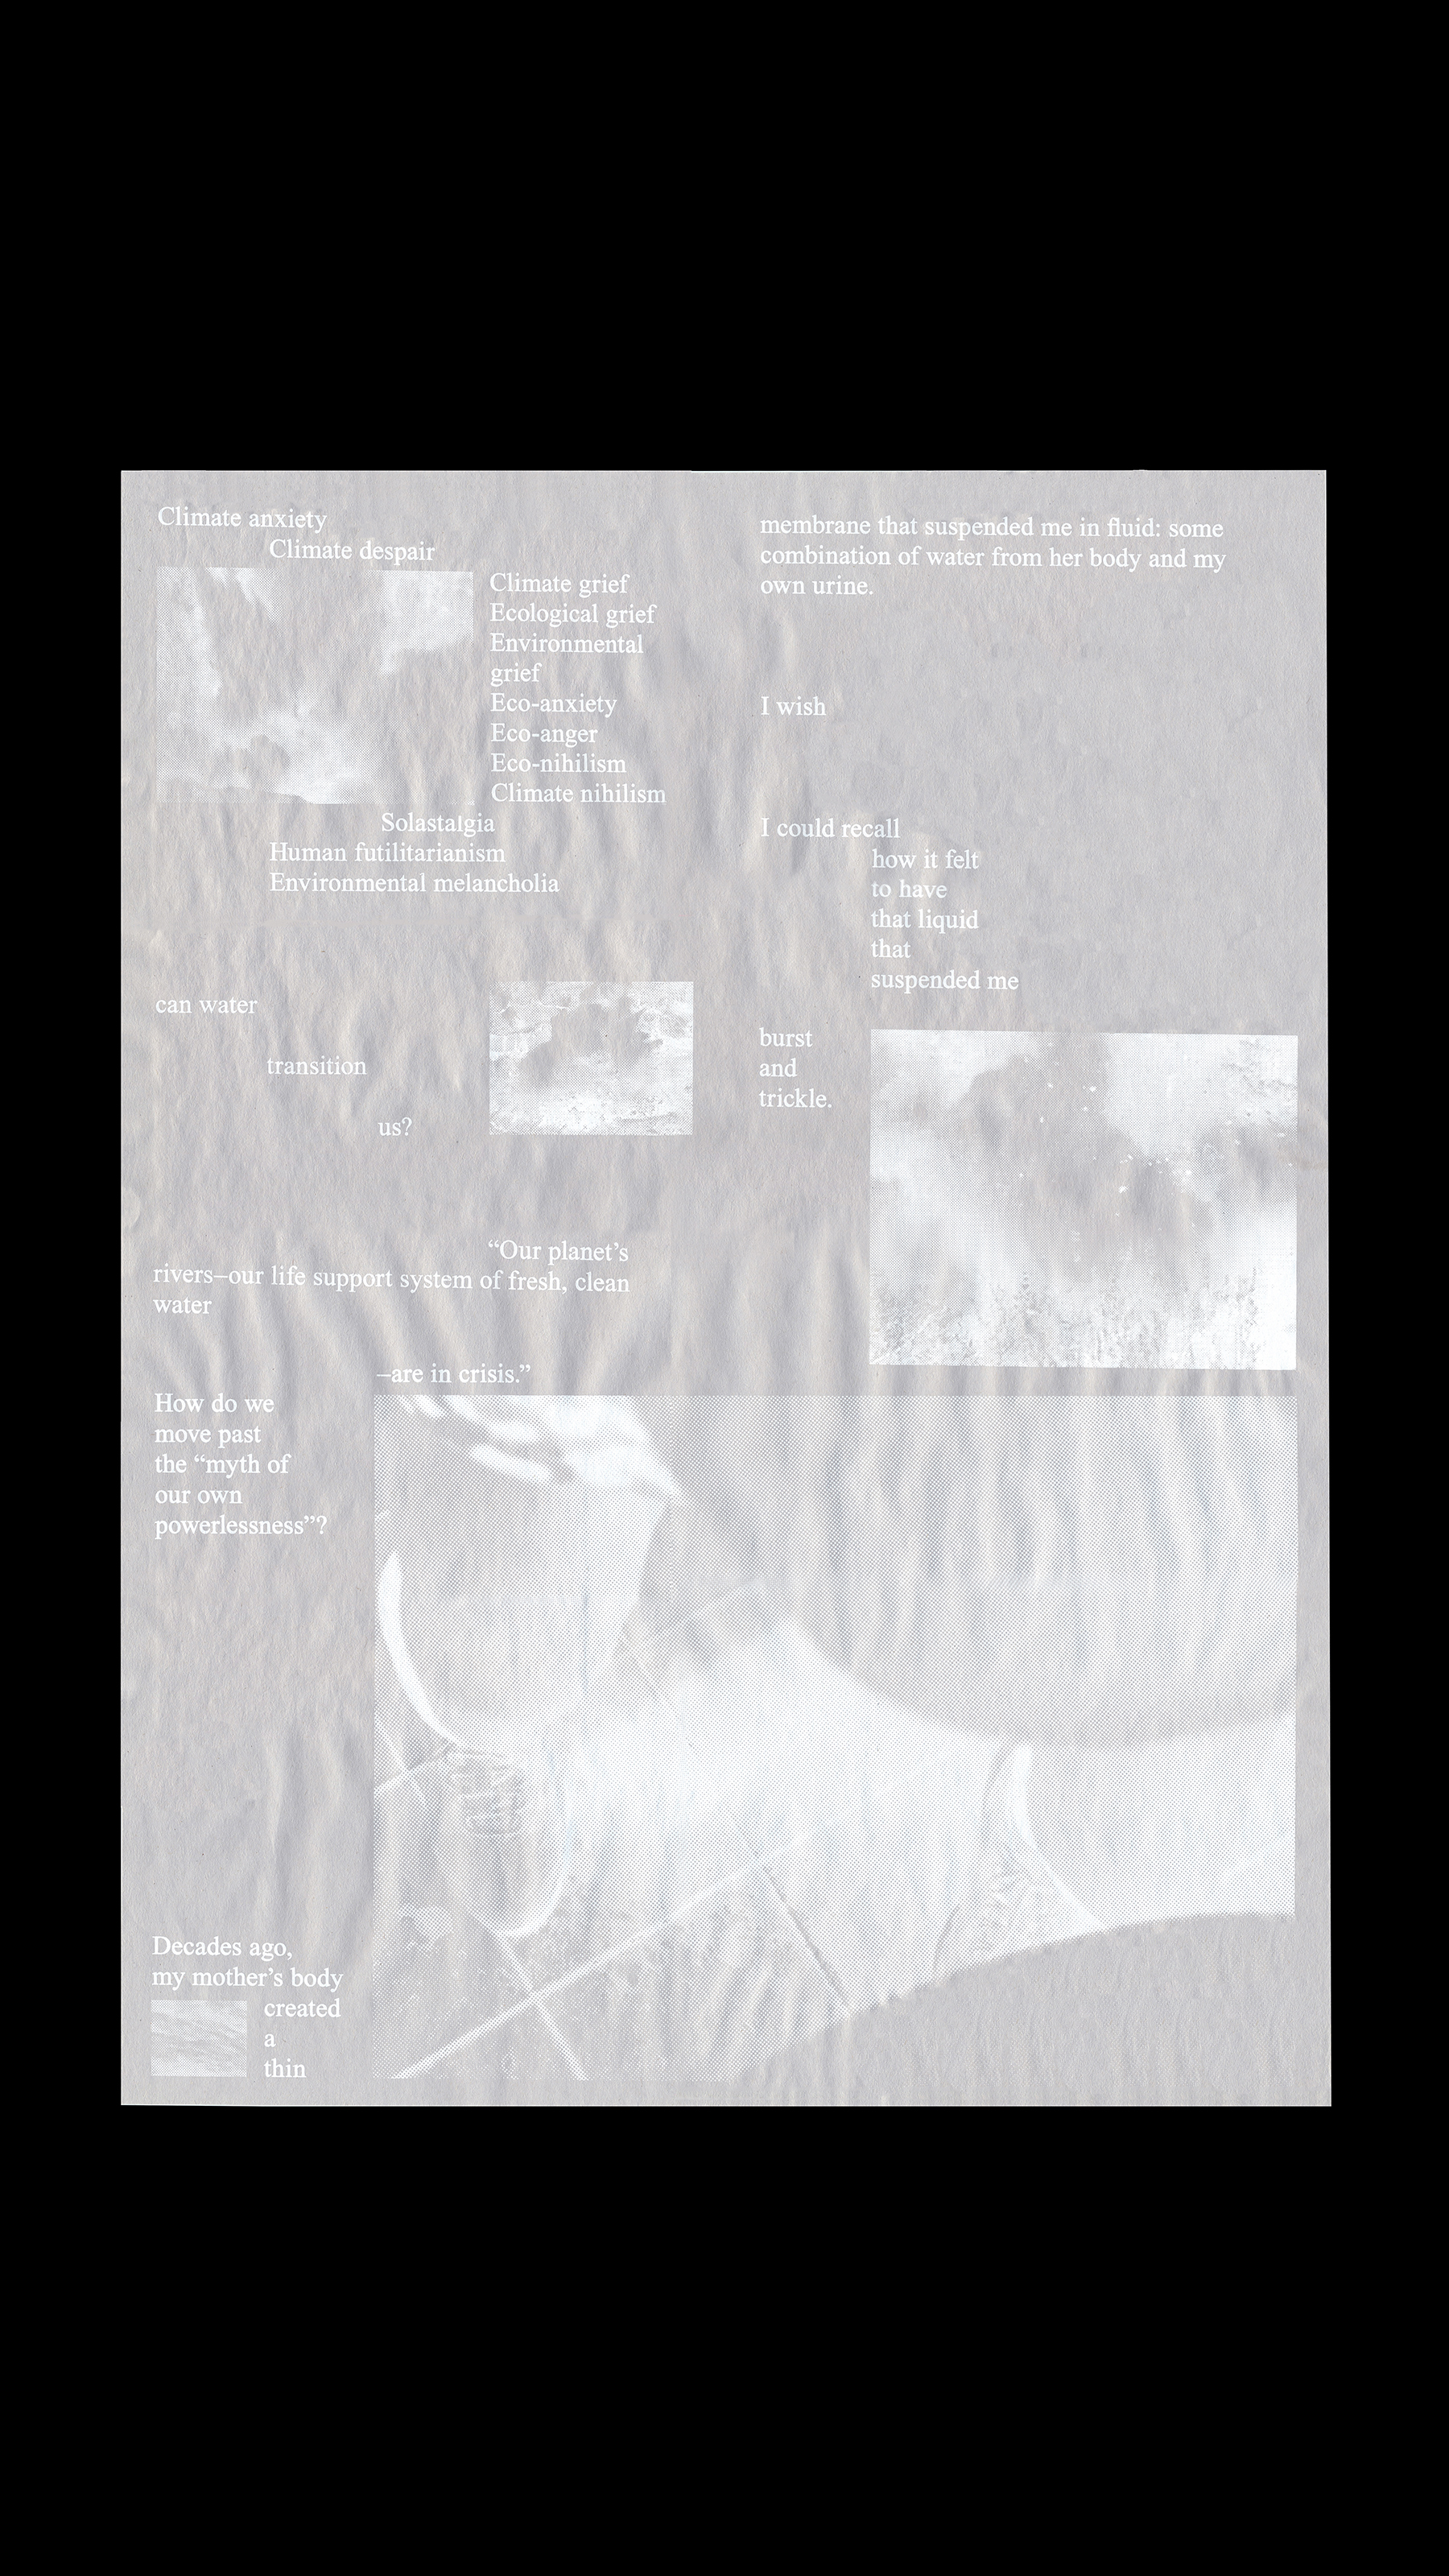 Climate anxiety
Climate despair
Climate grief
Ecological grief
Environmental
grief
Eco-anxiety
Eco-anger
Eco-nihilism
Climate nihilism
Solastalgia
Human futilitarianism
Environmental melancholia
can water
transition
us?
“Our planet’s
rivers–our life support system of fresh, clean
water
–are in crisis.”
How do we
move past
the “myth of
our own
powerlessness”?
Decades ago,
my mother’s body
created
a
thin
membrane that suspended me in fluid: some
combination of water from her body and my
own urine.
I wish
I could recall
how it felt
to have
that liquid
that
suspended me
burst
and
trickle.